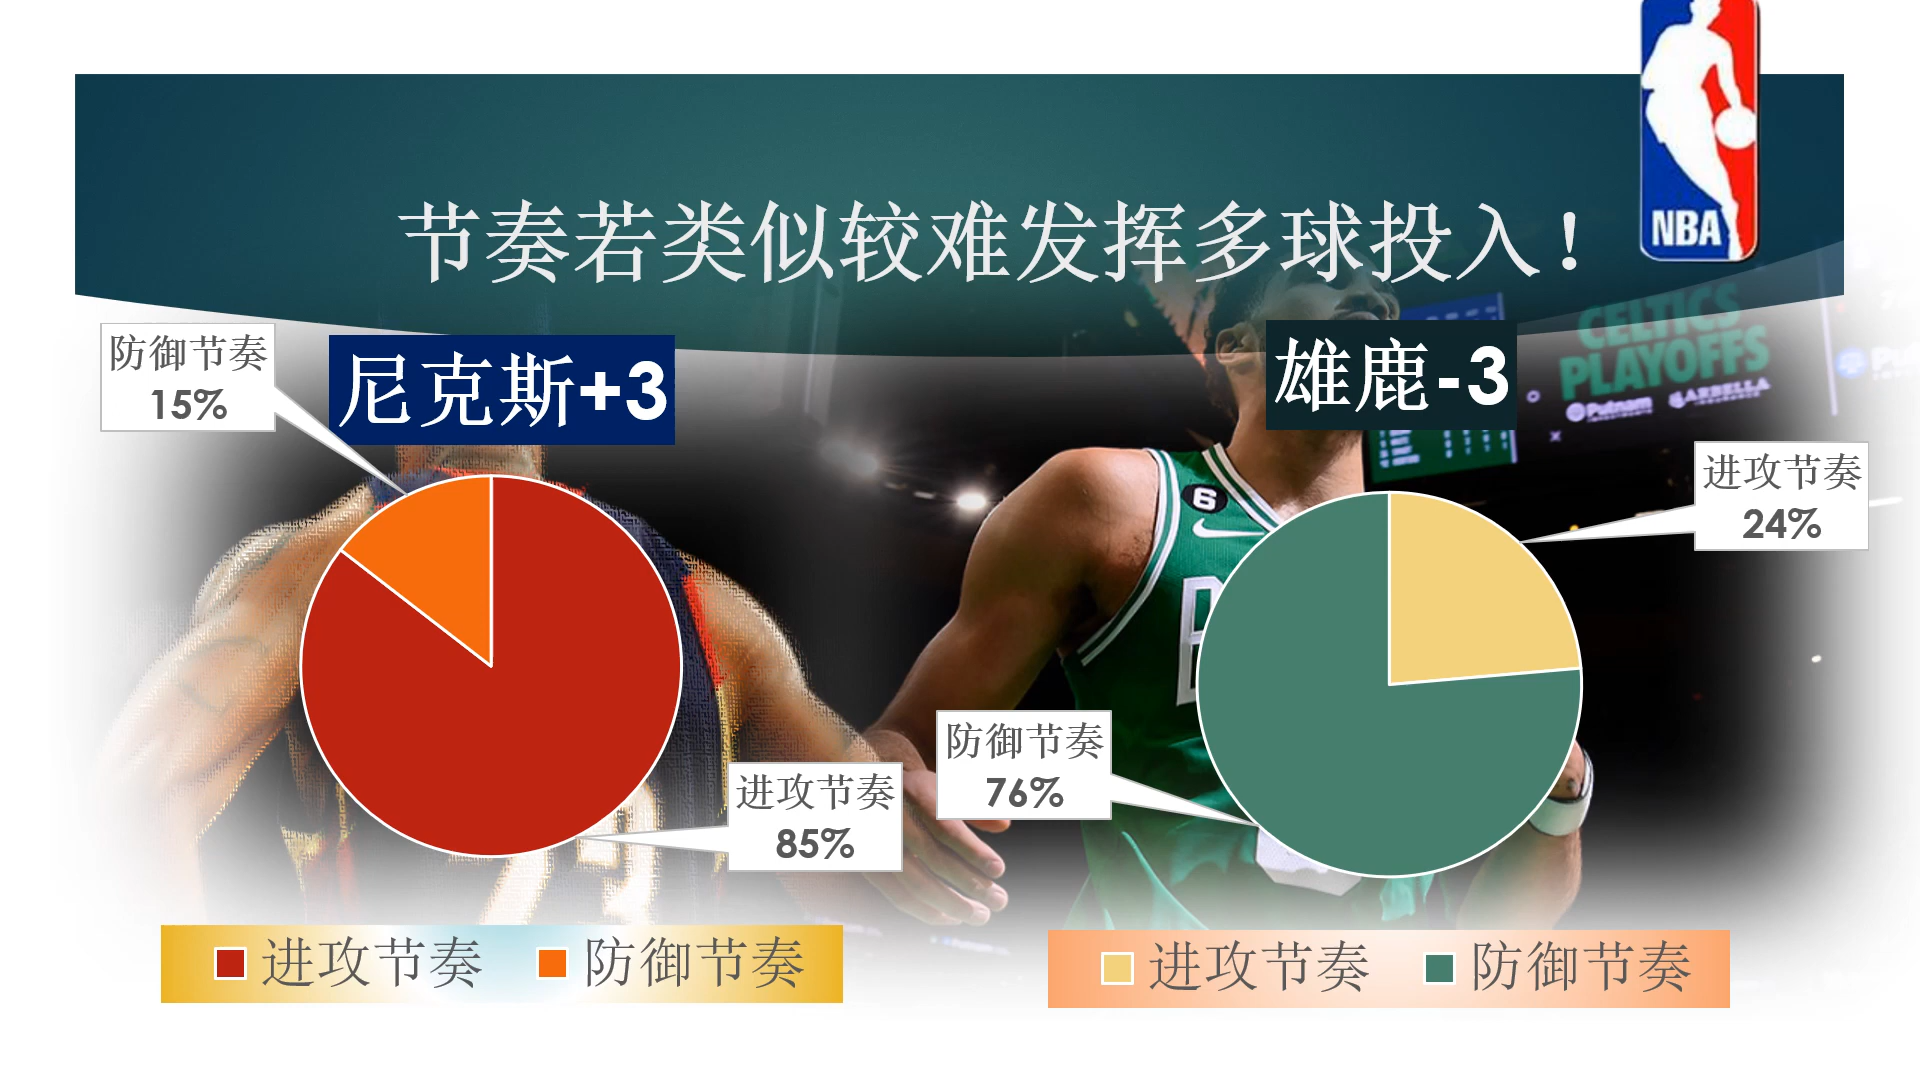 NBA
节奏若类似较难发挥多球投入！
CELTICS
PLAYOFFS
Putnam
ARBELLA
防御节奏
15%
尼克斯+3
雄鹿-3
进攻节奏
24%
6
防御节奏
76%
进攻节奏
85%
进攻节奏 防御节奏
进攻节奏 防御节奏